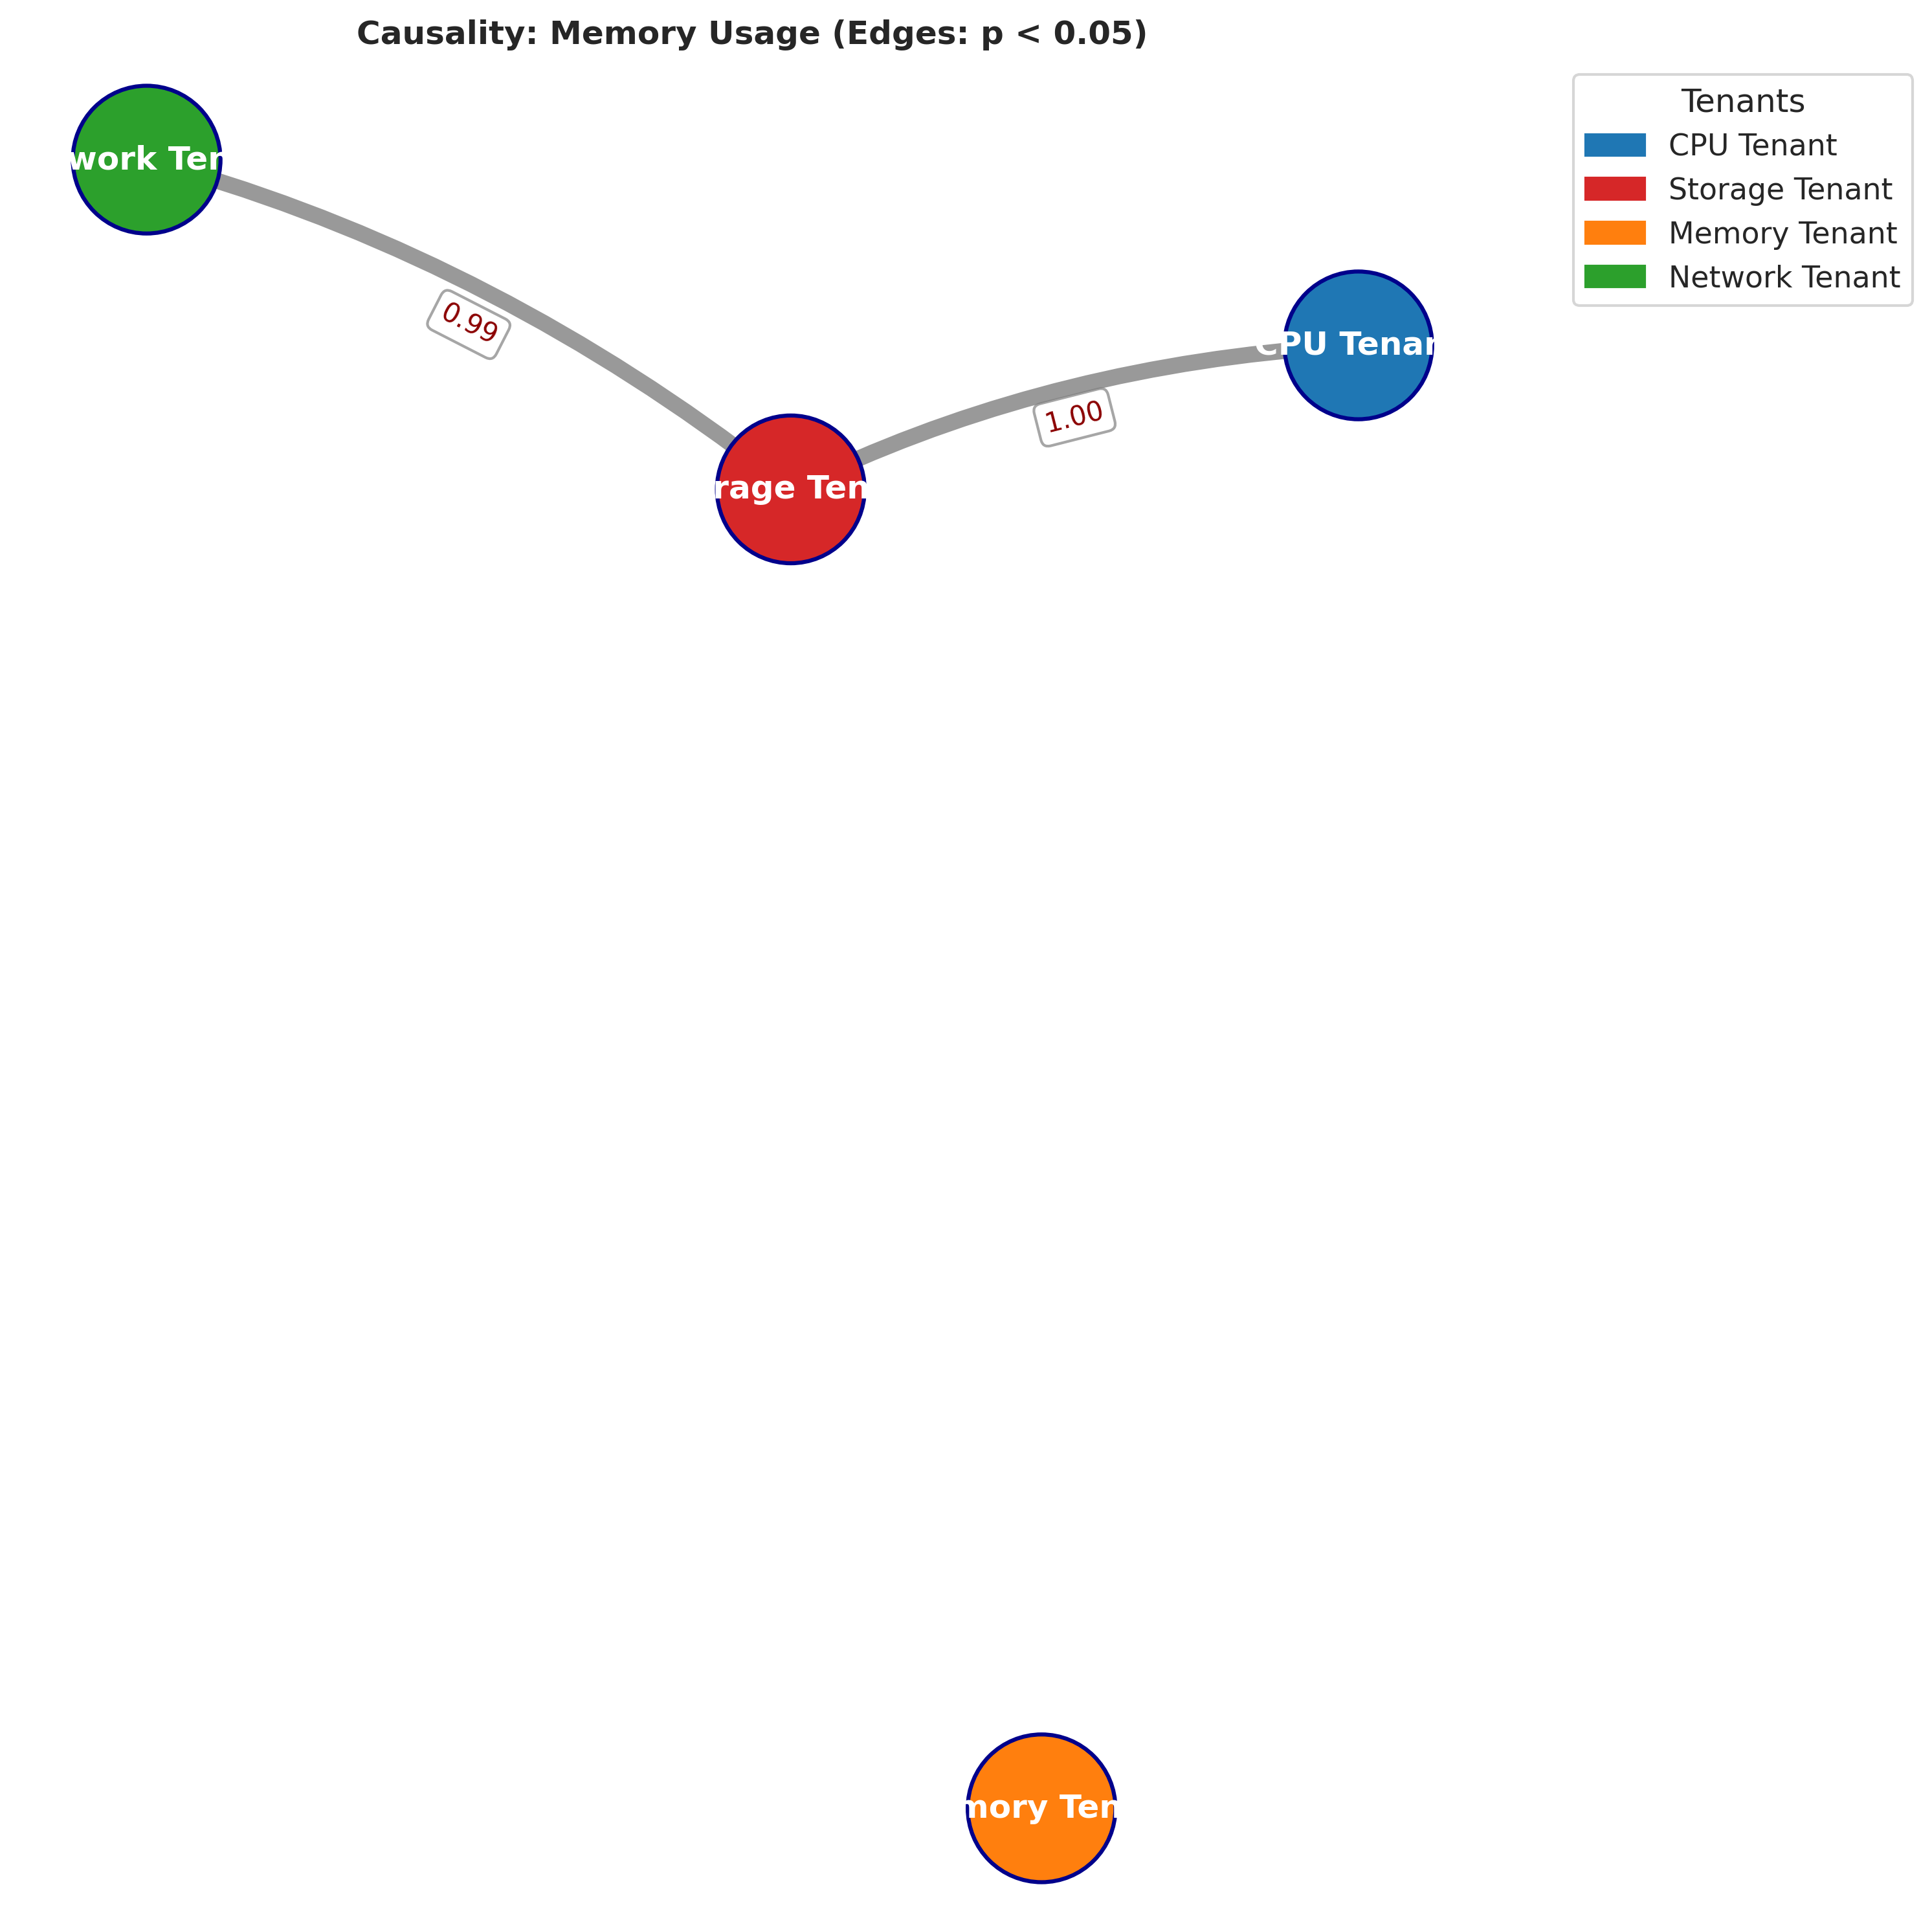 Causality: Memory Usage (Edges: p < 0.05)
Tenants
CPU Tenant
Storage Tenant
Memory Tenant
Network Tenant
work Ten
0.99
CPU Tenan
1.00
rage Ten
mory Ten